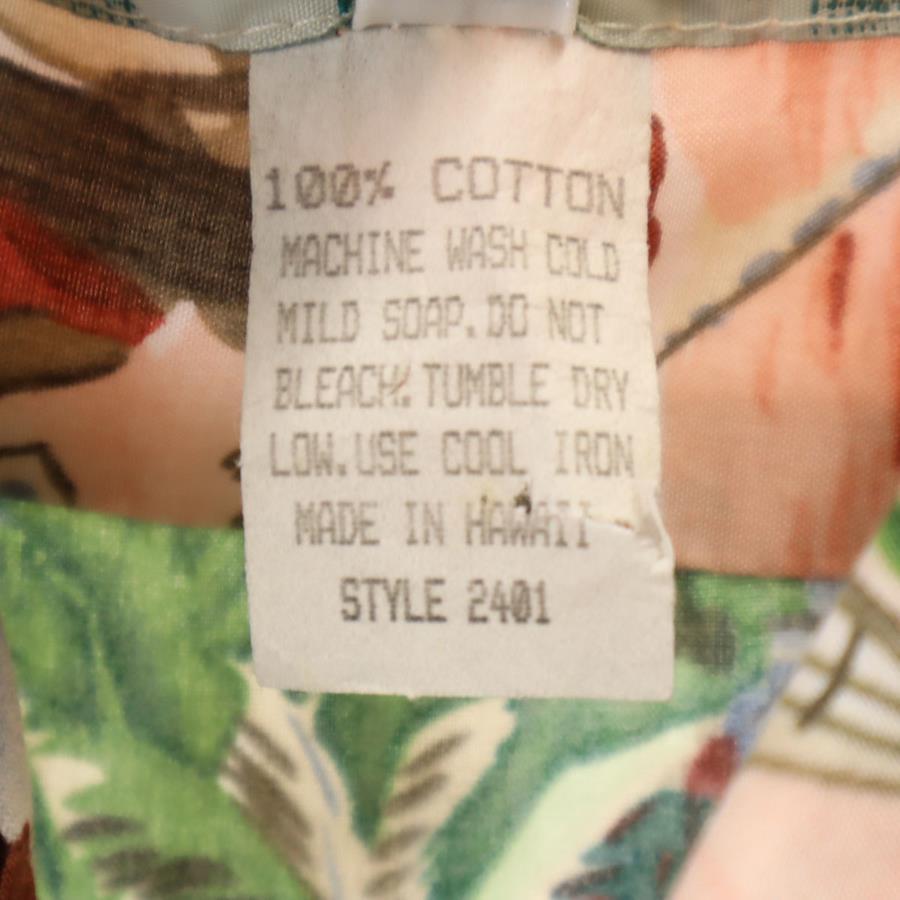 100% COTTON
MACHINE WASH COLD
MILD SOAP.DO NOT
BLEACH.TUMBLE DRY
LOW.USE COOL IRON
MADE IN HAWAII
STYLE 2401